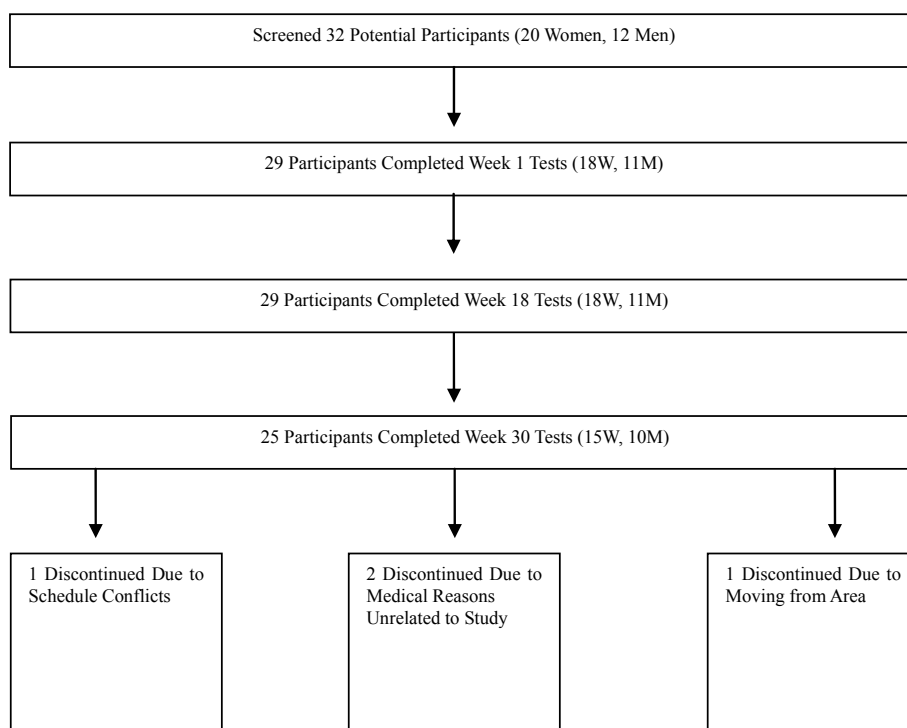 Screened 32 Potential Participants (20 Women, 12 Men)
29 Participants Completed Week 1 Tests (18W, 11M)
29 Participants Completed Week 18 Tests (18W, 11M)
25 Participants Completed Week 30 Tests (15W, 10M)
1 Discontinued Due to
Schedule Conflicts
2 Discontinued Due to
Medical Reasons
Unrelated to Study
1 Discontinued Due to
Moving from Area